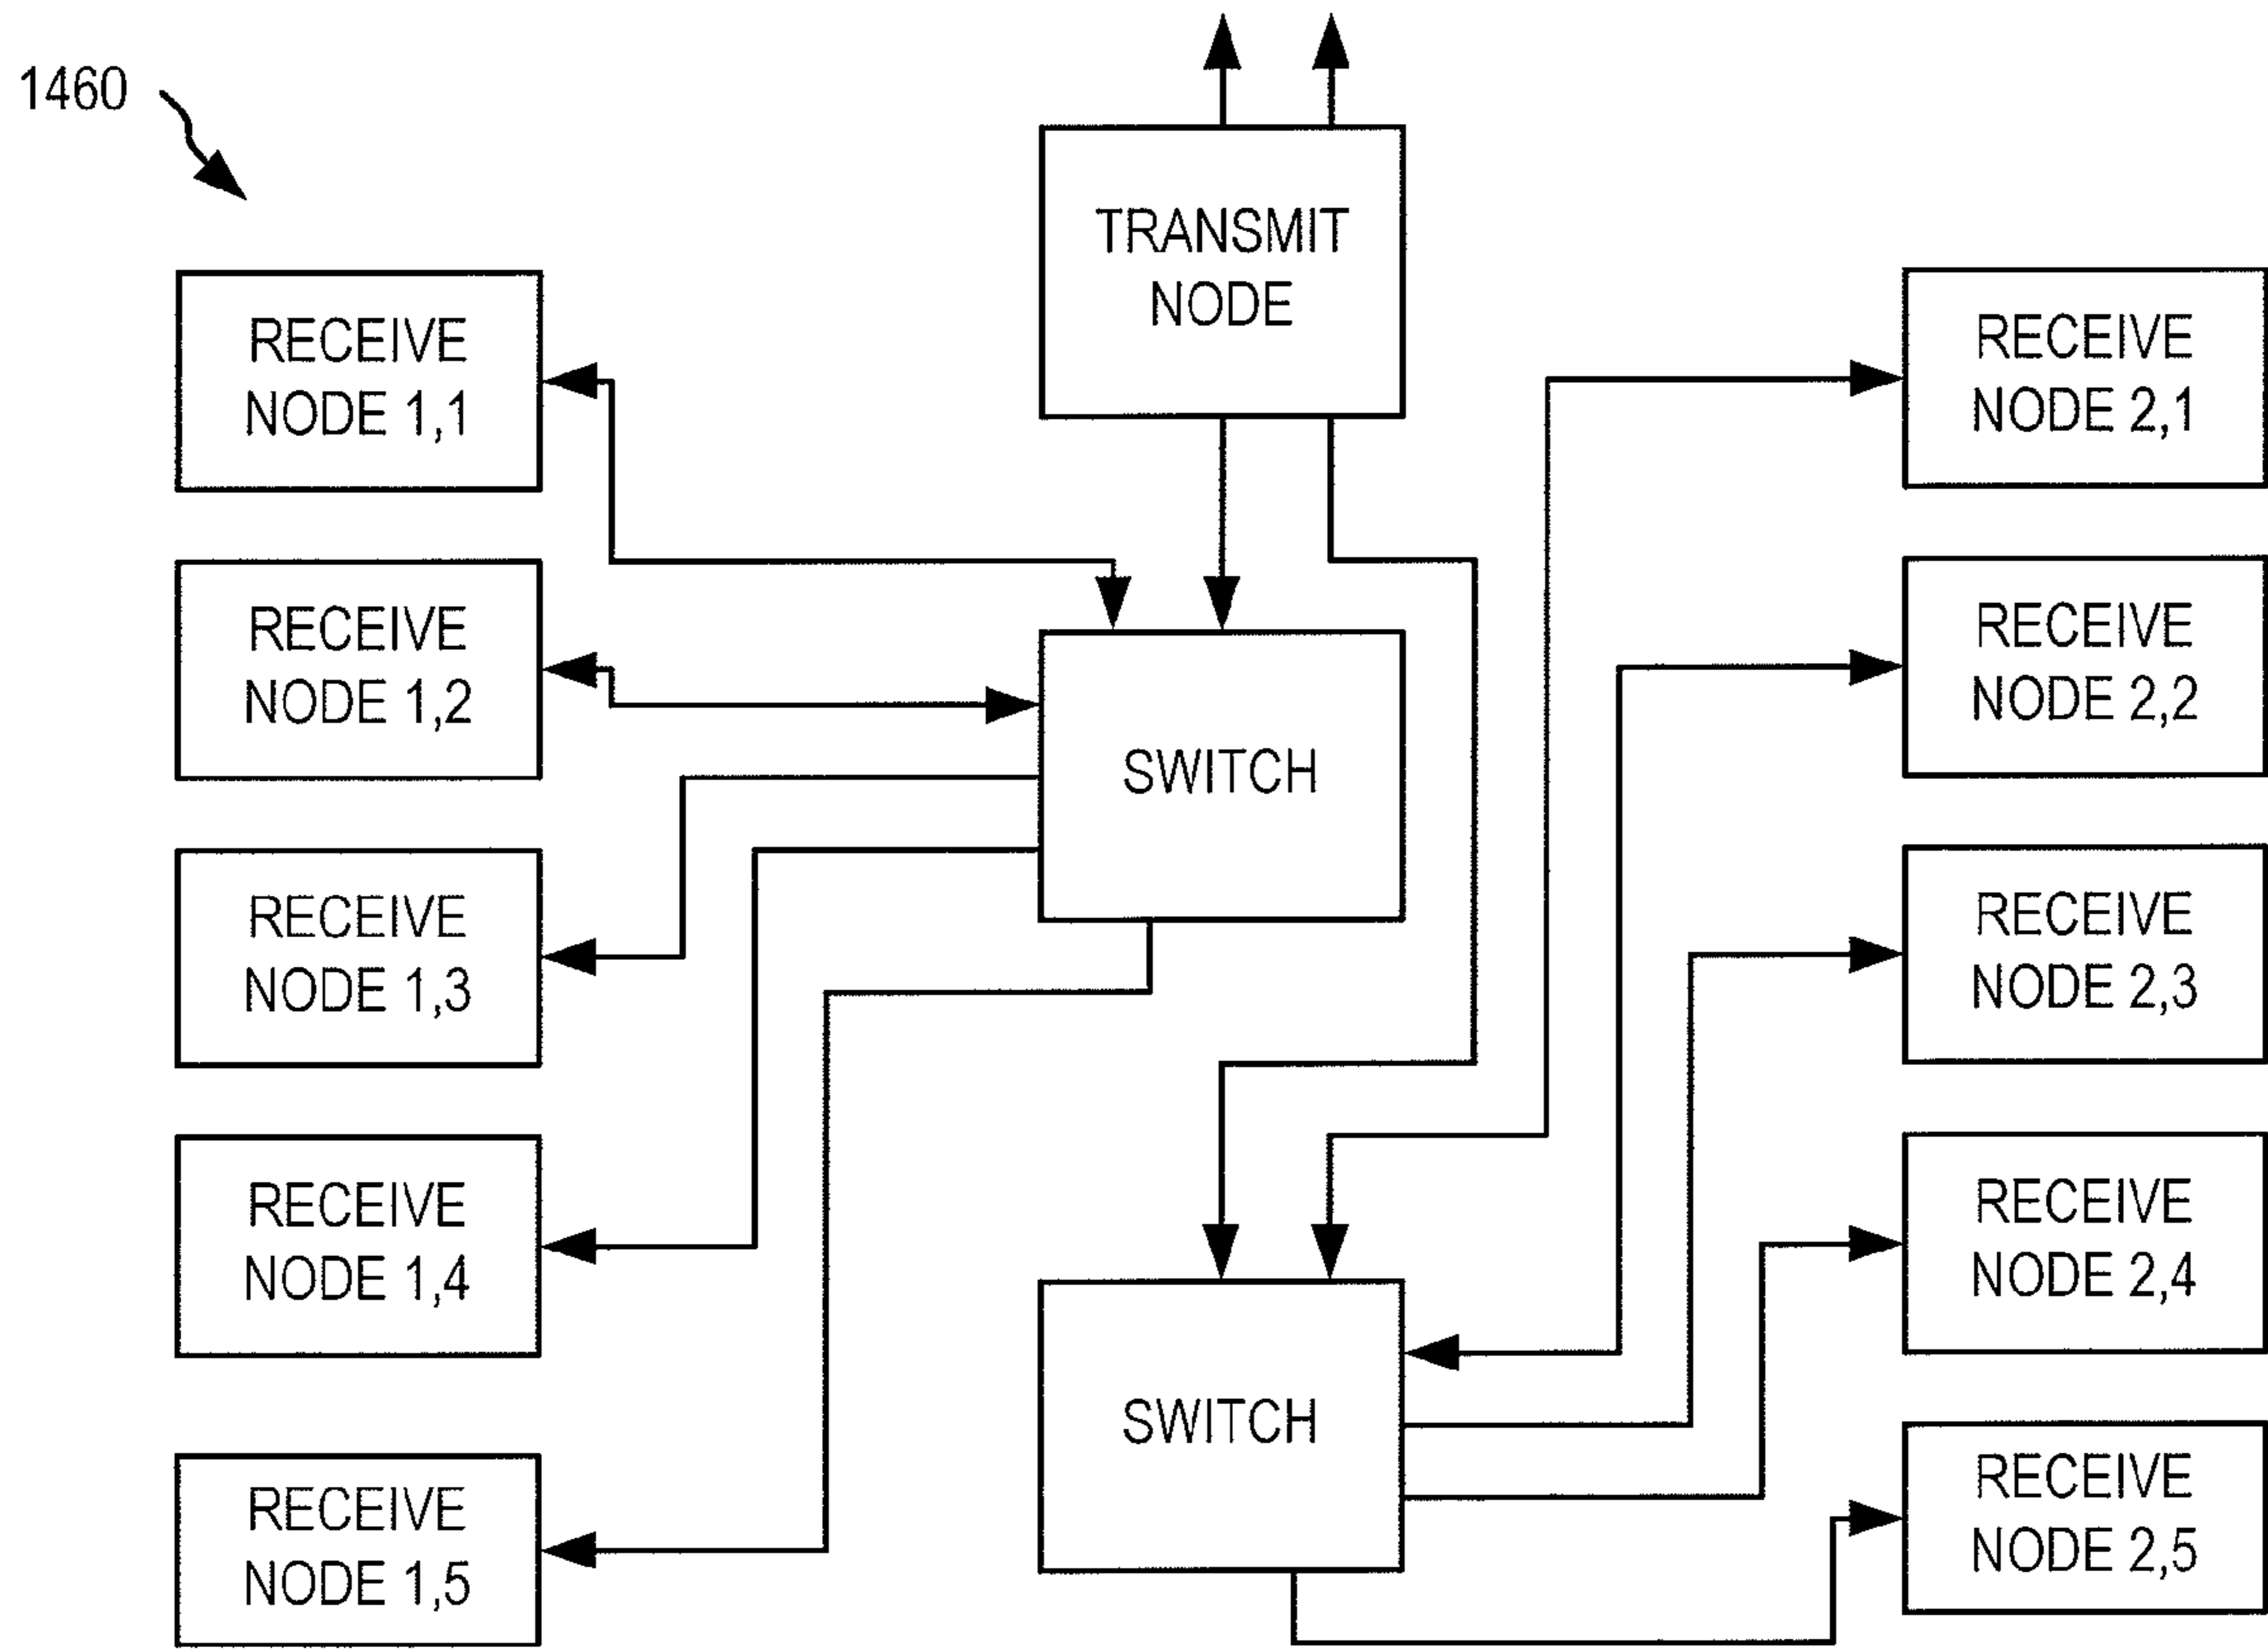 1460
TRANSMIT
NODE
RECEIVE
NODE 1,1
RECEIVE
NODE 1,2
RECEIVE
NODE 1,3
RECEIVE
NODE 1,4
RECEIVE
NODE 1,5
SWITCH
SWITCH
RECEIVE
NODE 2,1
RECEIVE
NODE 2,2
RECEIVE
NODE 2,3
RECEIVE
NODE 2,4
RECEIVE
NODE 2,5